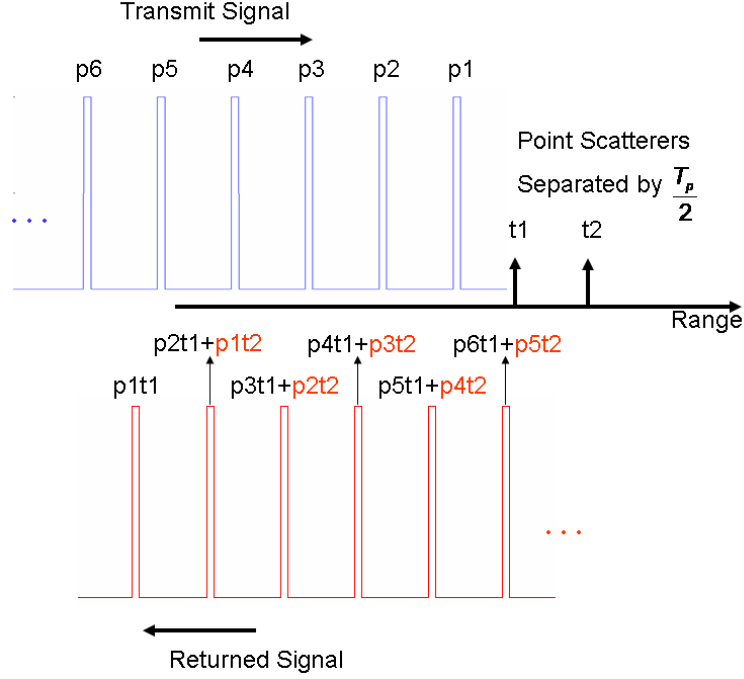 Transmit Signal
p6 p5 p4 p3 p2 p1
Point Scatterers
Separated by T_p/2
. . .
t1 t2
Range
p2t1+p1t2 p4t1+p3t2 p6t1+p5t2
p1t1 p3t1+p2t2 p5t1+p4t2
. . .
Returned Signal